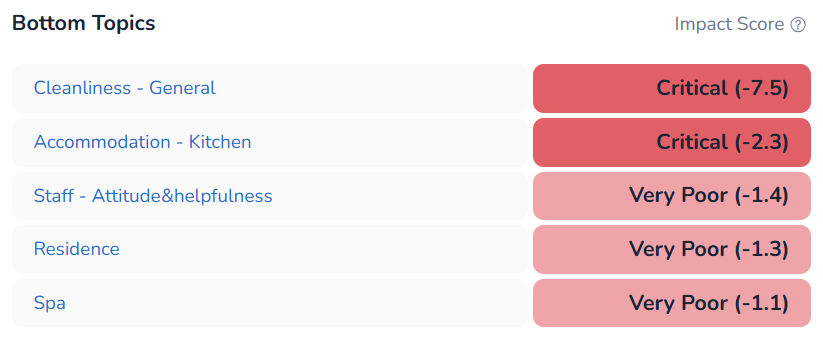 Bottom Topics Impact Score ?
Cleanliness - General Critical (-7.5)
Accommodation - Kitchen Critical (-2.3)
Staff - Attitude&helpfulness Very Poor (-1.4)
Residence Very Poor (-1.3)
Spa Very Poor (-1.1)